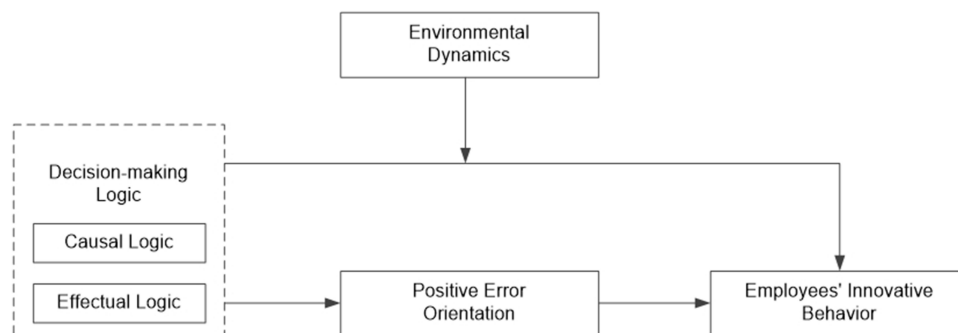 Environmental
Dynamics
Decision-making
Logic
Causal Logic
Effectual Logic
Positive Error
Orientation
Employees' Innovative
Behavior